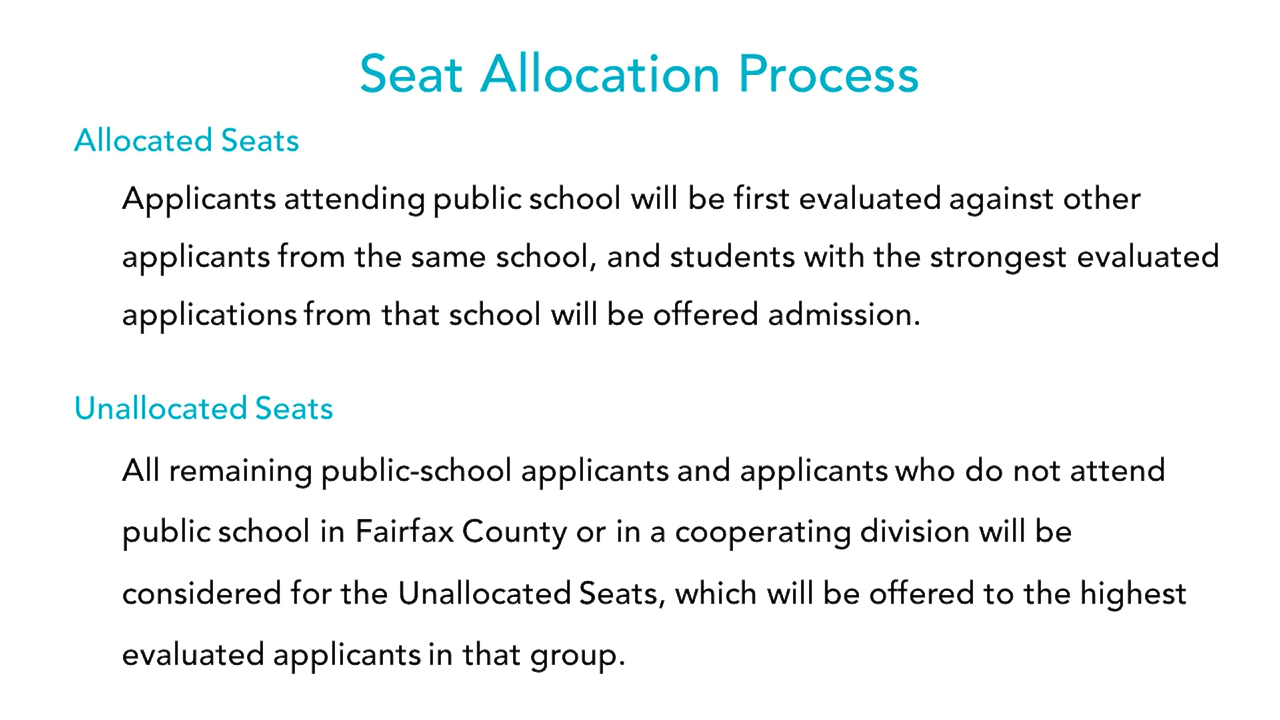 Seat Allocation Process
Allocated Seats
Applicants attending public school will be first evaluated against other
applicants from the same school, and students with the strongest evaluated
applications from that school will be offered admission.
Unallocated Seats
All remaining public-school applicants and applicants who do not attend
public school in Fairfax County or in a cooperating division will be
considered for the Unallocated Seats, which will be offered to the highest
evaluated applicants in that group.